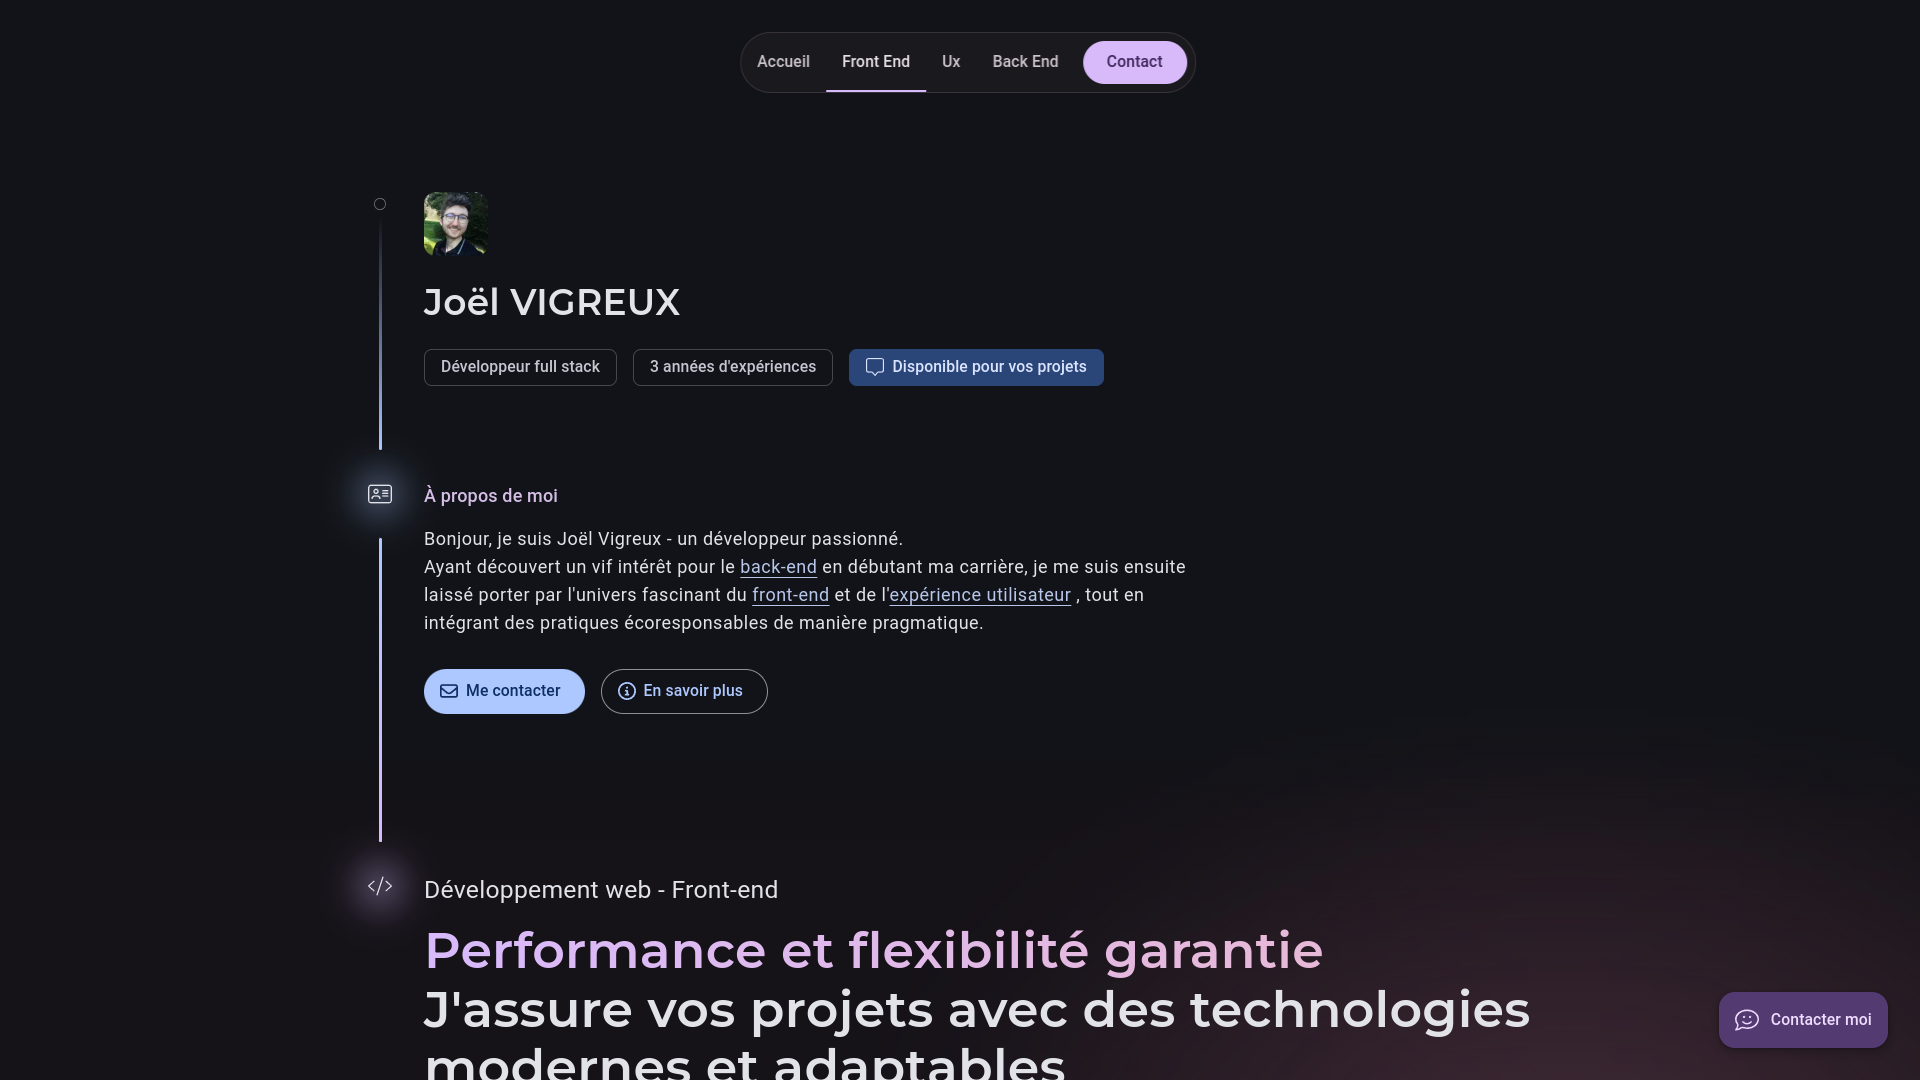 Accueil
Front End
Ux
Back End
Contact
Joël VIGREUX
Développeur full stack
3 années d'expériences
Disponible pour vos projets
À propos de moi
Bonjour, je suis Joël Vigreux - un développeur passionné.
Ayant découvert un vif intérêt pour le back-end en débutant ma carrière, je me suis ensuite
laissé porter par l'univers fascinant du front-end et de l'expérience utilisateur , tout en
intégrant des pratiques écoresponsables de manière pragmatique.
Me contacter
En savoir plus
Développement web - Front-end
Performance et flexibilité garantie
J'assure vos projets avec des technologies
modernes et adaptables
Contacter moi